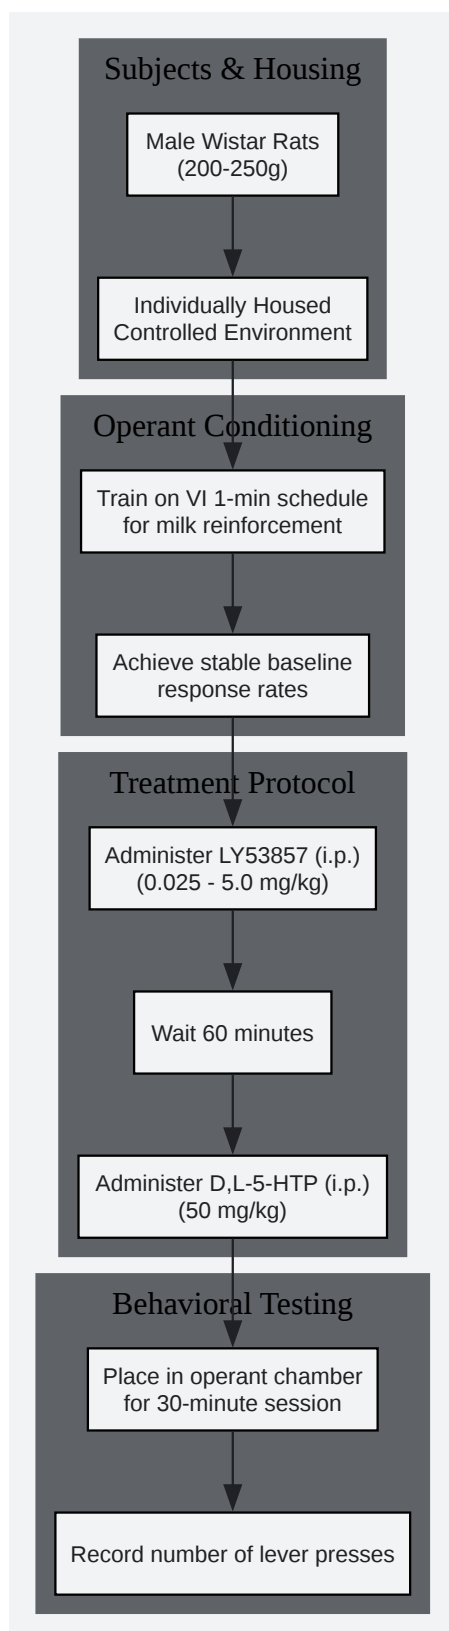 Subjects & Housing
Male Wistar Rats
(200-250g)
Individually Housed
Controlled Environment
Operant Conditioning
Train on VI 1-min schedule
for milk reinforcement
Achieve stable baseline
response rates
Treatment Protocol
Administer LY53857 (i.p.)
(0.025 - 5.0 mg/kg)
Wait 60 minutes
Administer D,L-5-HTP (i.p.)
(50 mg/kg)
Behavioral Testing
Place in operant chamber
for 30-minute session
Record number of lever presses